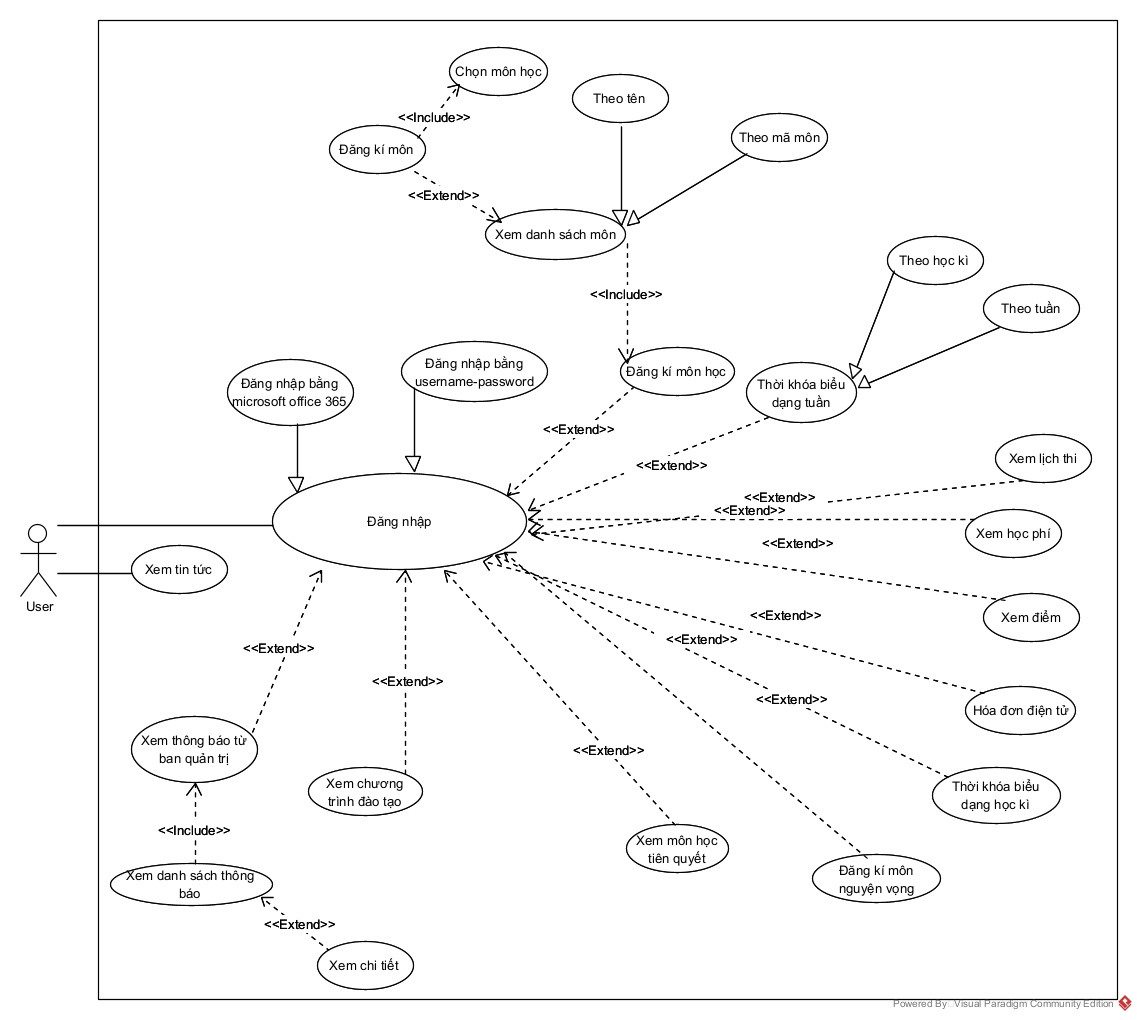 Chọn môn học
Theo tên
<<Include>>
Theo mã môn
Đăng kí môn
<<Extend>>
Xem danh sách môn
Theo học kì
<<Include>>
Theo tuần
Đăng nhập bằng
username-password
Đăng nhập bằng
microsoft office 365
Đăng kí môn học
Thời khóa biểu
dạng tuần
<<Extend>>
<<Extend>>
Xem lịch thi
<<Extend>>
<<Extend>>
Đăng nhập
Xem học phí
<<Extend>>
Xem tin tức
User
Xem điểm
<<Extend>>
<<Extend>>
<<Extend>>
<<Extend>>
<<Extend>>
Hóa đơn điện tử
Xem thông báo từ
ban quản trị
<<Extend>>
Xem chương
trình đào tạo
Thời khóa biểu
dạng học kì
<<Include>>
Xem môn học
tiên quyết
Xem danh sách thông
báo
Đăng kí môn
nguyện vọng
<<Extend>>
Xem chi tiết
Powered By: Visual Paradigm Community Edition